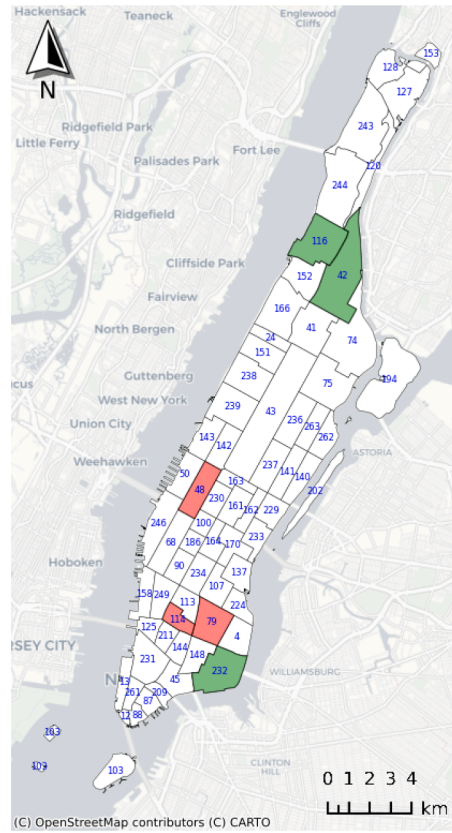 Hackensack
Teaneck
Englewood
Cliffs
153
128
127
N
Ridgefield Park
243
Little Ferry
Fort Lee
Palisades Park
120
244
Ridgefield
116
Cliffside Park
152
42
Fairview
166
North Bergen
24
41
74
151
Guttenberg
238
75
194
West New York
239
43
Union City
236
263
143
142
262
Weehawken
ASTORIA
50
237
141
140
48
163
202
230
161
162
229
246
100
68
186
164
170
233
Hoboken
90
234
137
158
249
113
107
224
114
79
125
211
4
SEY CITY
144
231
148
232
WILLIAMSBURG
N
13
45
261
209
87
12
88
103
103
103
CLINTON
HILL
0 1 2 3 4
km
(C) OpenStreetMap contributors (C) CARTO